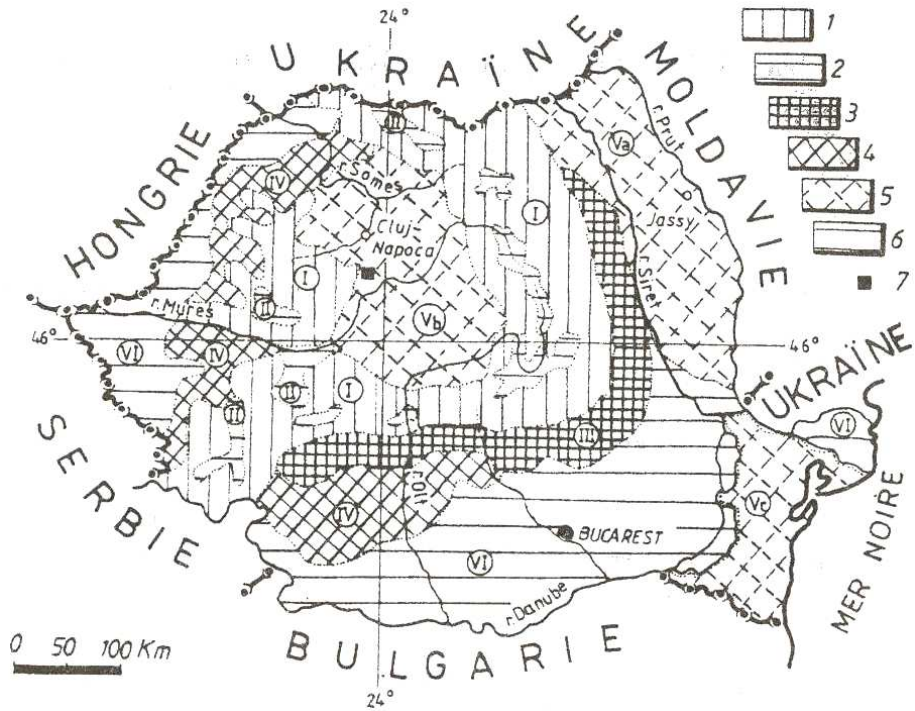 24°
UKRAÏNE
MOLDAVIE
HONGRIE
SERBIE
BULGARIE
UKRAÏNE
MER NOIRE
1
2
3
4
5
6
7
II
IV
r. Someș
Cluj-
Napoca
I
I
II
r. Mureș
Vb
Va
r. Prut
Jassy
r. Siret
46°
46°
VI
IV
II
II
I
III
r. Olt
IV
VI
BUCAREST
r. Danube
Vc
VI
0 50 100 Km
24°